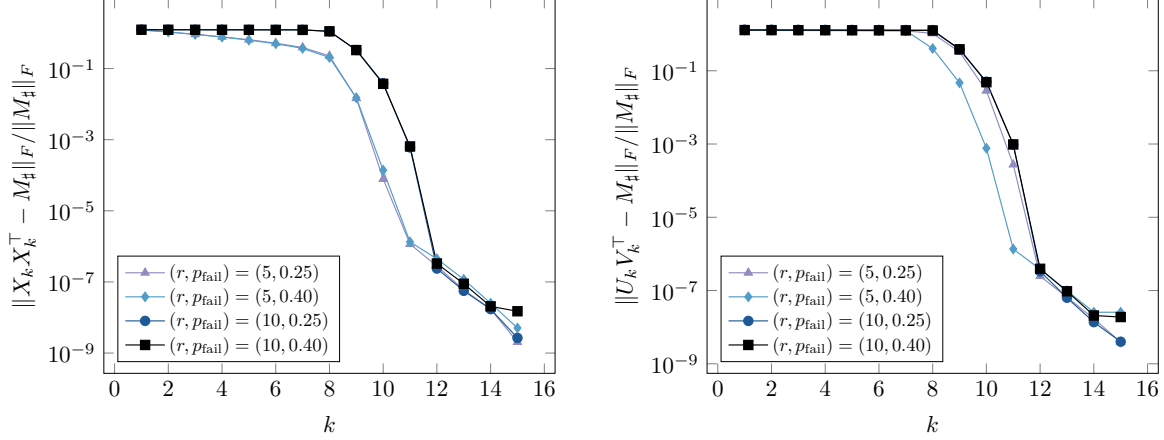 ‖X_k X_k^⊤ − M_♯‖_F/‖M_♯‖_F
10^−1
10^−3
10^−5
10^−7
10^−9
(r, p_fail) = (5, 0.25)
(r, p_fail) = (5, 0.40)
(r, p_fail) = (10, 0.25)
(r, p_fail) = (10, 0.40)
0 2 4 6 8 10 12 14 16
k
‖U_k V_k^⊤ − M_♯‖_F/‖M_♯‖_F
10^−1
10^−3
10^−5
10^−7
10^−9
(r, p_fail) = (5, 0.25)
(r, p_fail) = (5, 0.40)
(r, p_fail) = (10, 0.25)
(r, p_fail) = (10, 0.40)
0 2 4 6 8 10 12 14 16
k